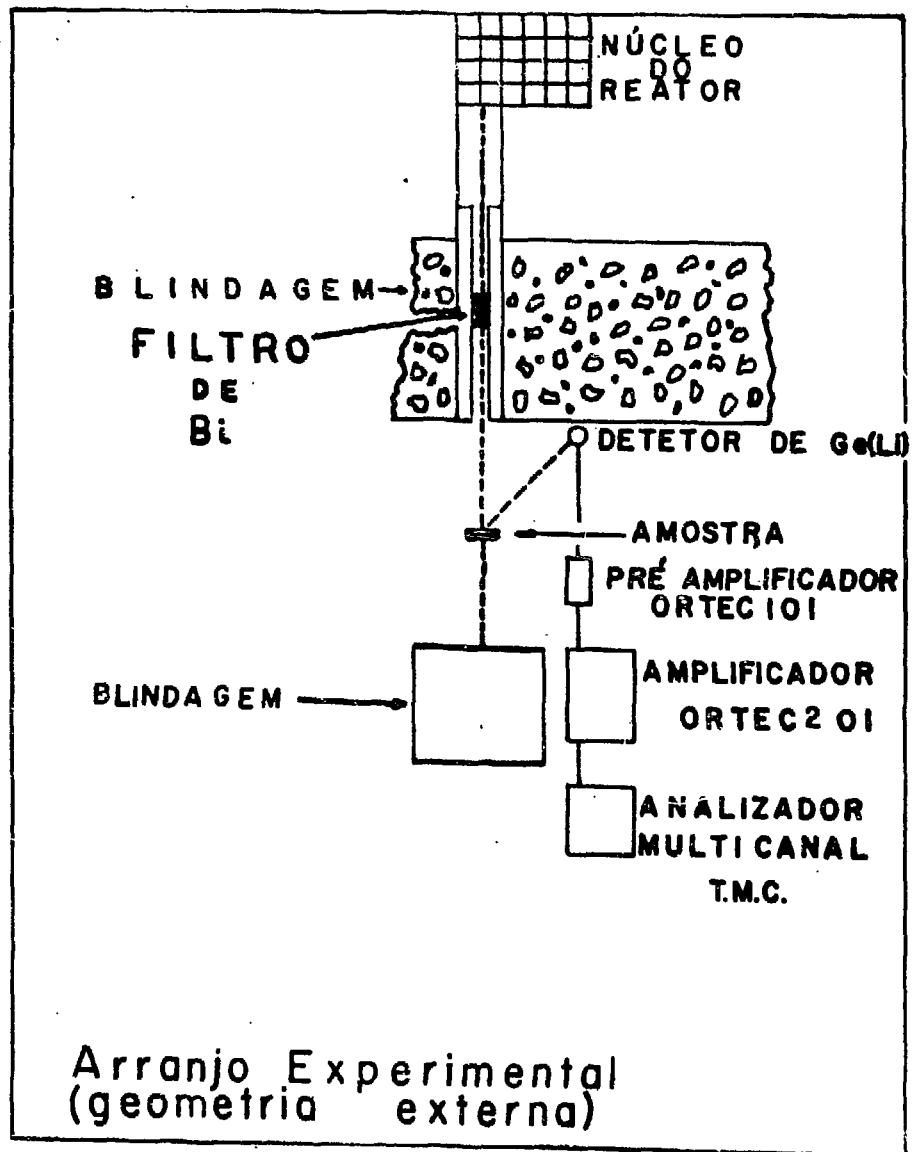 NÚCLEO
DO
REATOR
BLINDAGEM
FILTRO
DE
Bi
DETETOR DE Ge(LI)
AMOSTRA
PRÉ AMPLIFICADOR
ORTEC 101
BLINDAGEM
AMPLIFICADOR
ORTEC 201
ANALIZADOR
MULTICANAL
T.M.C.
Arranjo Experimental
(geometria externa)